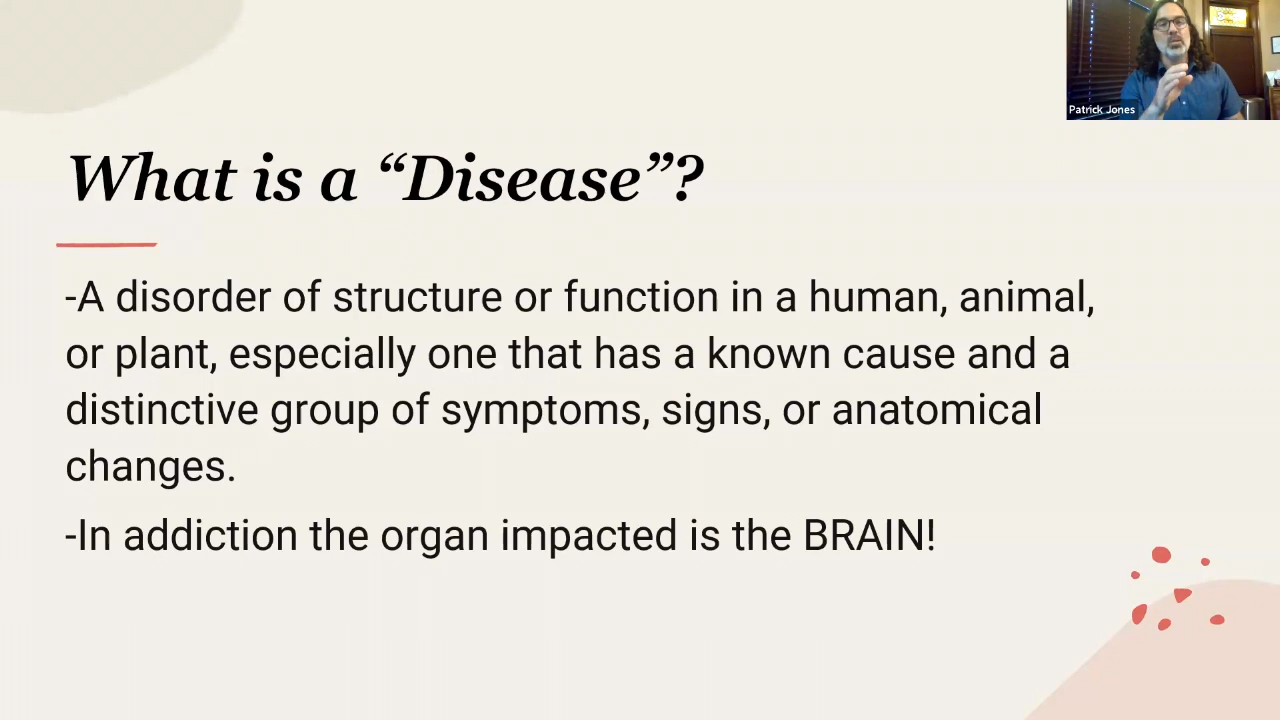 Patrick Jones
What is a “Disease”?
-A disorder of structure or function in a human, animal,
or plant, especially one that has a known cause and a
distinctive group of symptoms, signs, or anatomical
changes.
-In addiction the organ impacted is the BRAIN!